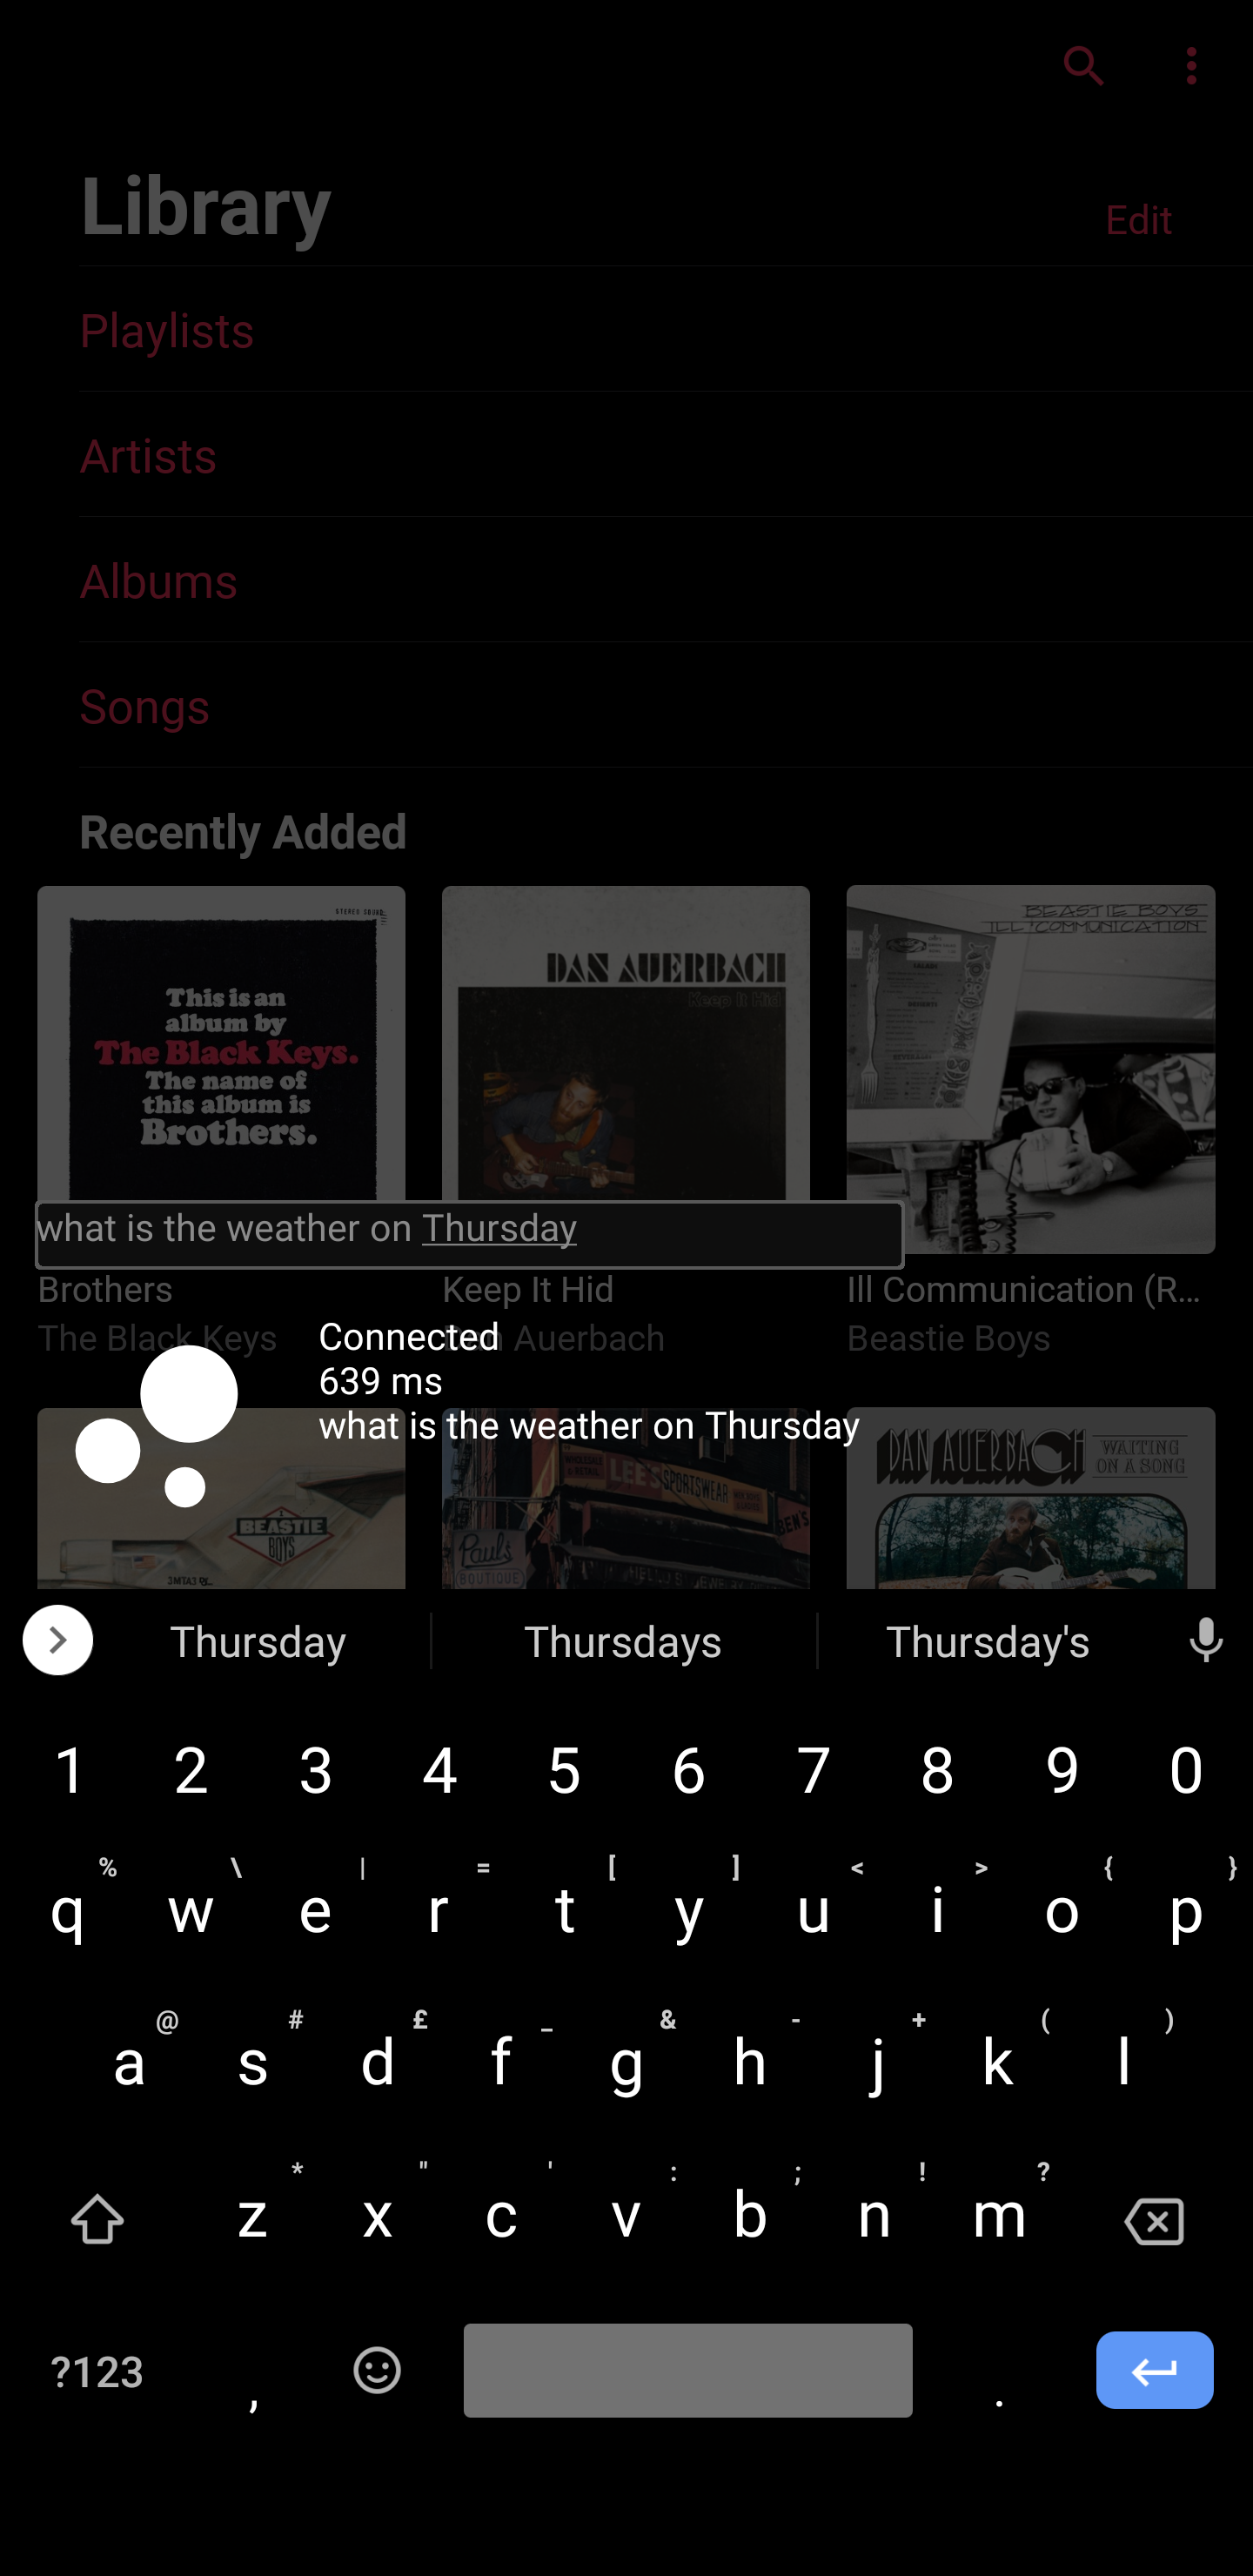 Library
Edit
Playlists
Artists
Albums
Songs
Recently Added
STEREO SOUND
This is an
album by
The Black Keys.
The name of
this album is
Brothers.
DAN AUERBACH
Keep It Hid
BEASTIE BOYS
ILL COMMUNICATION
what is the weather on Thursday
Brothers
The Black Keys
Keep It Hid
Auerbach
Ill Communication (R...
Beastie Boys
Connected
639 ms
what is the weather on Thursday
BEASTIE
BOYS
3MTA3
LEE'S SPORTSWEAR
BEN'S
Paul's
BOUTIQUE
DAN AUERBACH
WAITING
ON A SONG
Thursday
Thursdays
Thursday's
1 2 3 4 5 6 7 8 9 0
% \ | = [ ] < > { }
q w e r t y u i o p
@ # £ _ & - + ( )
a s d f g h j k l
* " ' : ; ! ?
z x c v b n m
?123 , .